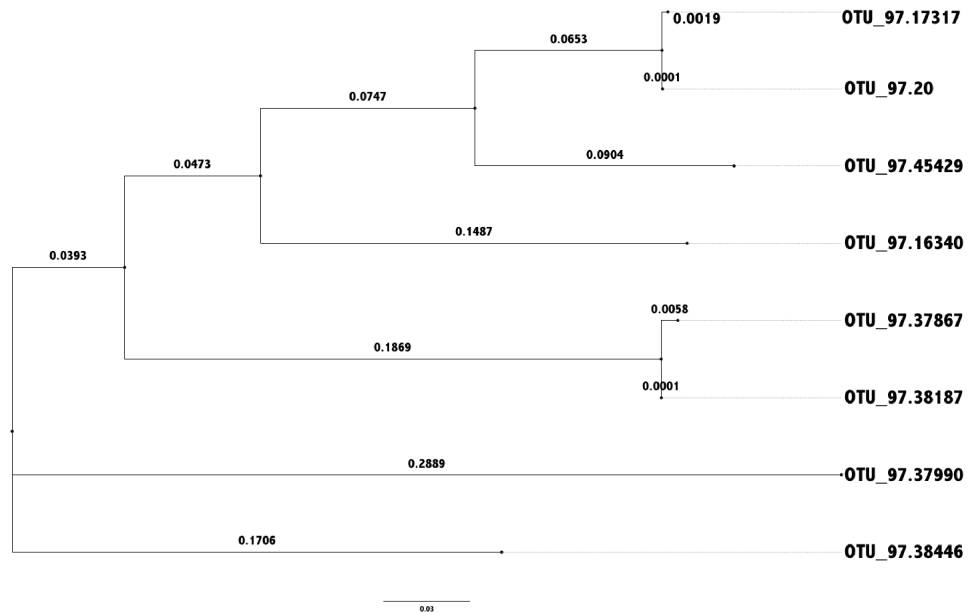 0.0019 OTU_97.17317
0.0653
0.0001 OTU_97.20
0.0747
0.0904 OTU_97.45429
0.0473
0.1487 OTU_97.16340
0.0393
0.0058 OTU_97.37867
0.1869
0.0001 OTU_97.38187
0.2889 OTU_97.37990
0.1706 OTU_97.38446
0.03